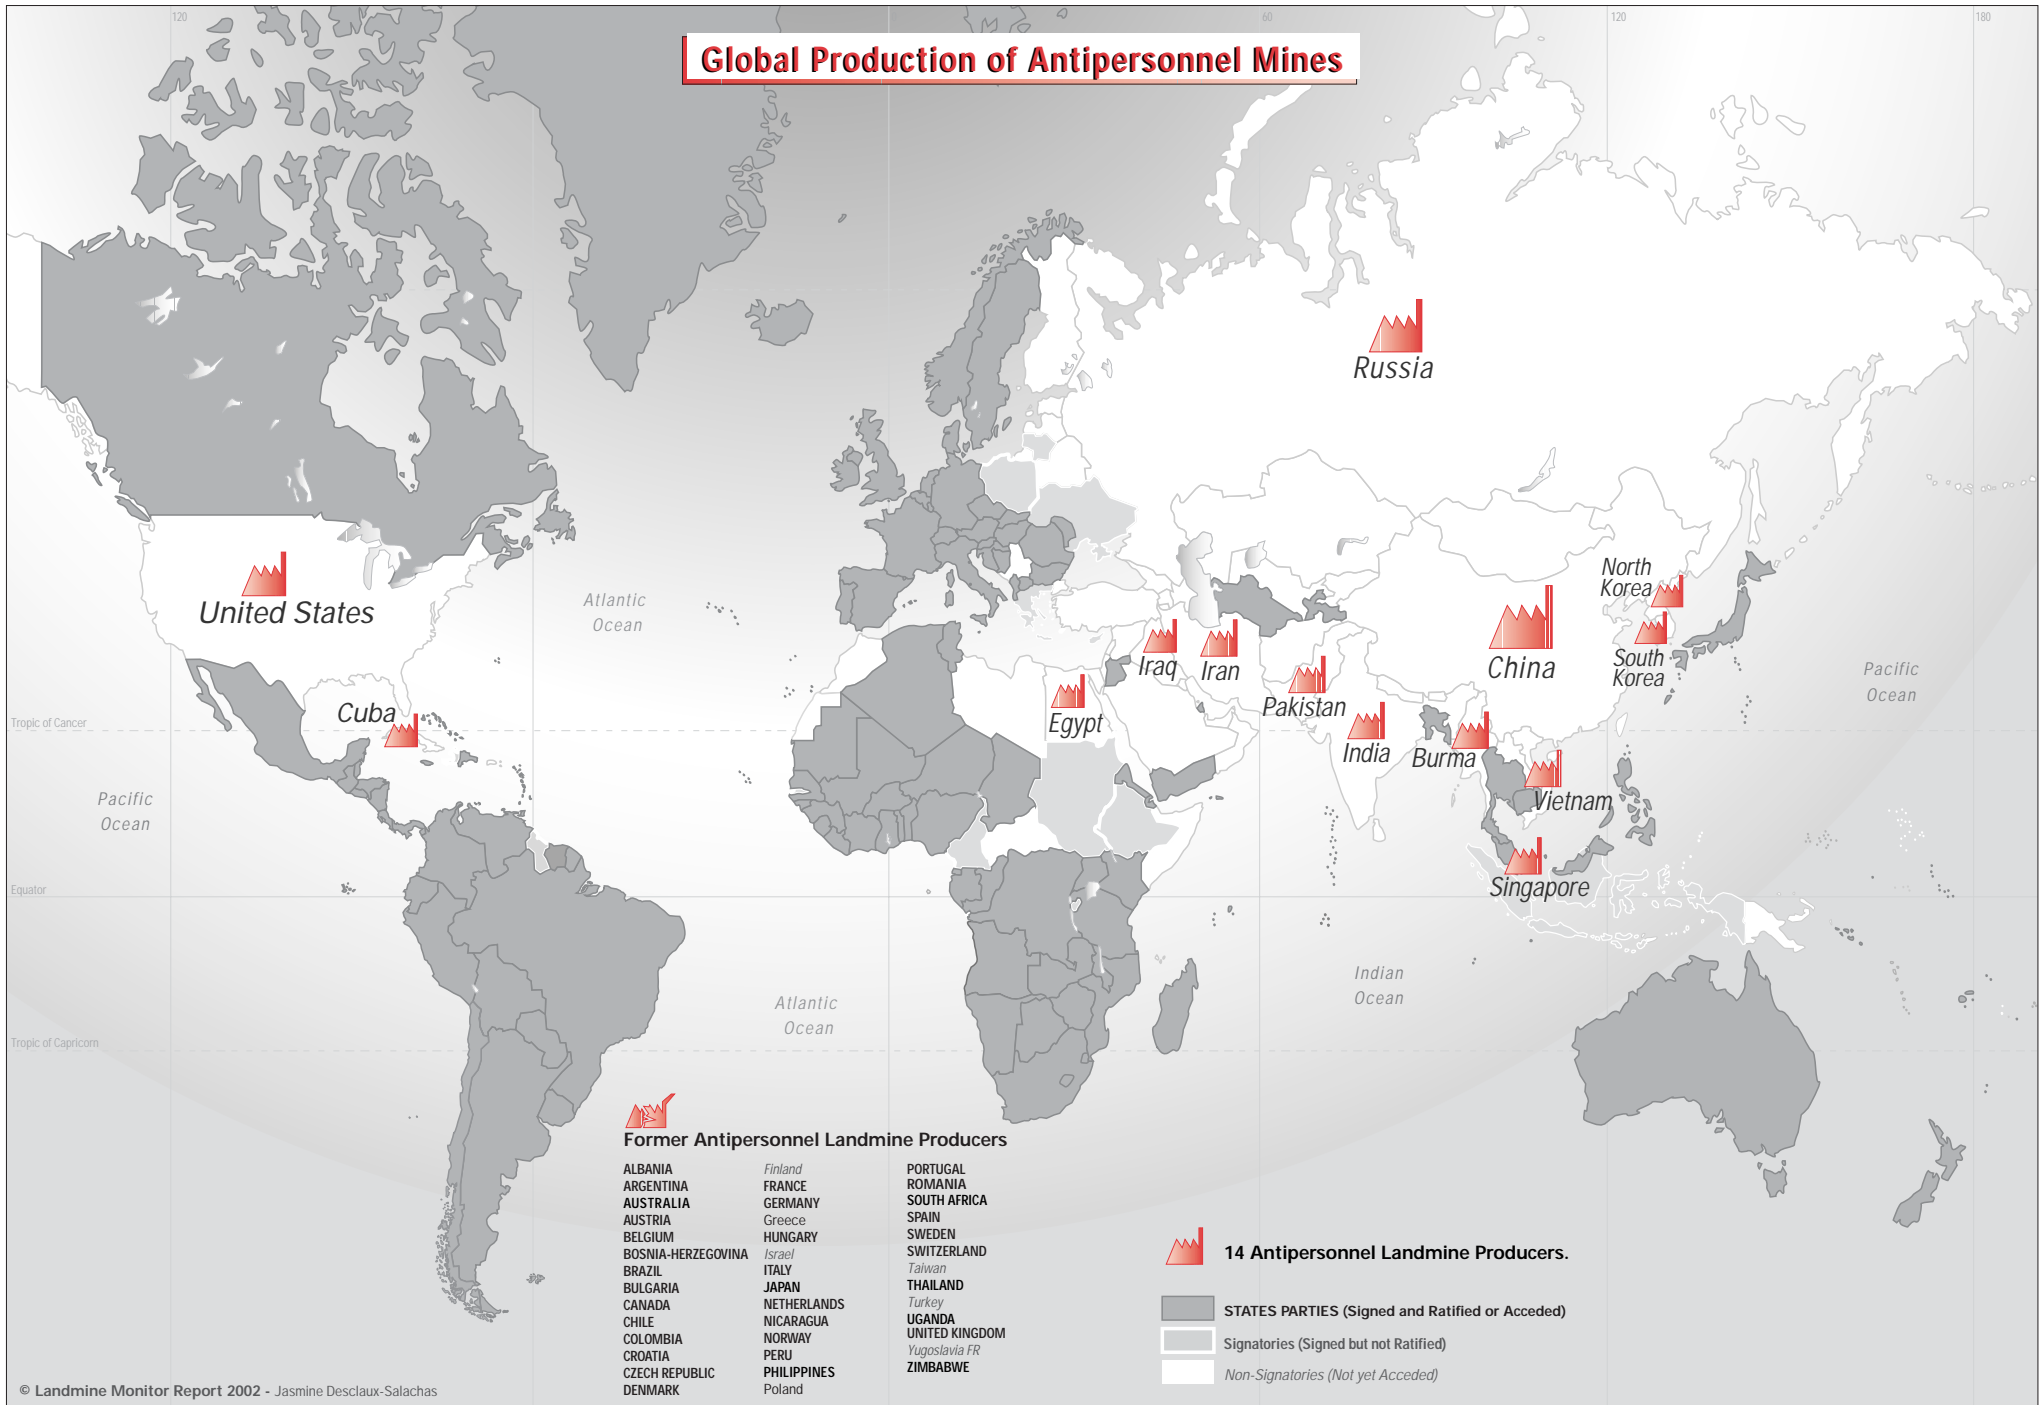 120
60
120
180
Global Production of Antipersonnel Mines
Russia
United States
Atlantic
Ocean
North
Korea
South
Korea
China
Iraq
Iran
Pakistan
Egypt
India
Burma
Vietnam
Singapore
Cuba
Pacific
Ocean
Tropic of Cancer
Pacific
Ocean
Equator
Indian
Ocean
Atlantic
Ocean
Tropic of Capricorn
Former Antipersonnel Landmine Producers
ALBANIA
ARGENTINA
AUSTRALIA
AUSTRIA
BELGIUM
BOSNIA-HERZEGOVINA
BRAZIL
BULGARIA
CANADA
CHILE
COLOMBIA
CROATIA
CZECH REPUBLIC
DENMARK
Finland
FRANCE
GERMANY
Greece
HUNGARY
Israel
ITALY
JAPAN
NETHERLANDS
NICARAGUA
NORWAY
PERU
PHILIPPINES
Poland
PORTUGAL
ROMANIA
SOUTH AFRICA
SPAIN
SWEDEN
SWITZERLAND
Taiwan
THAILAND
Turkey
UGANDA
UNITED KINGDOM
Yugoslavia FR
ZIMBABWE
14 Antipersonnel Landmine Producers.
STATES PARTIES (Signed and Ratified or Acceded)
Signatories (Signed but not Ratified)
Non-Signatories (Not yet Acceded)
© Landmine Monitor Report 2002 - Jasmine Desclaux-Salachas